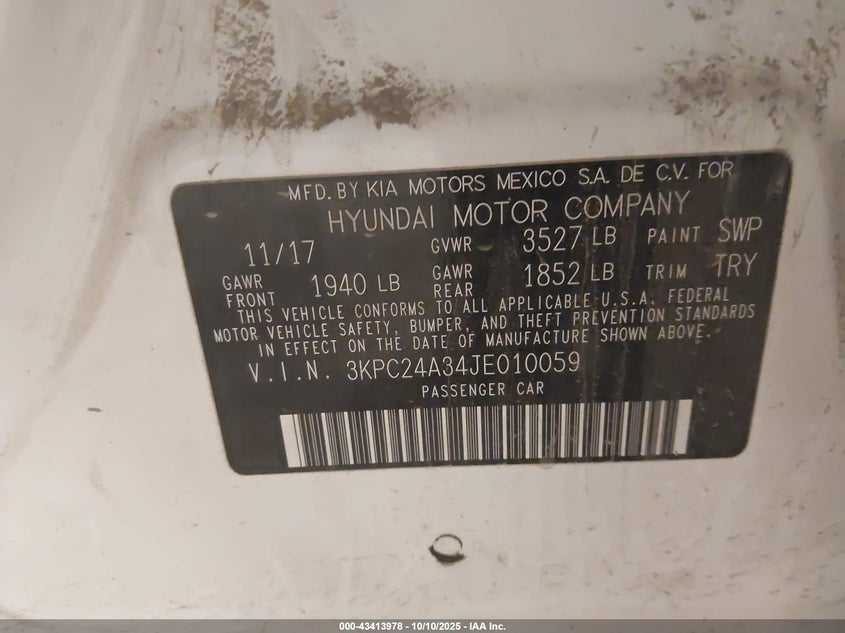 MFD. BY KIA MOTORS MEXICO S.A. DE C.V. FOR
HYUNDAI MOTOR COMPANY
11/17 GVWR 3527 LB PAINT SWP
GAWR FRONT 1940 LB GAWR REAR 1852 LB TRIM TRY
THIS VEHICLE CONFORMS TO ALL APPLICABLE U.S.A. FEDERAL
MOTOR VEHICLE SAFETY, BUMPER, AND THEFT PREVENTION STANDARDS
IN EFFECT ON THE DATE OF MANUFACTURE SHOWN ABOVE.
V.I.N. 3KPC24A34JE010059
PASSENGER CAR
000-43413978 - 10/10/2025 - IAA Inc.